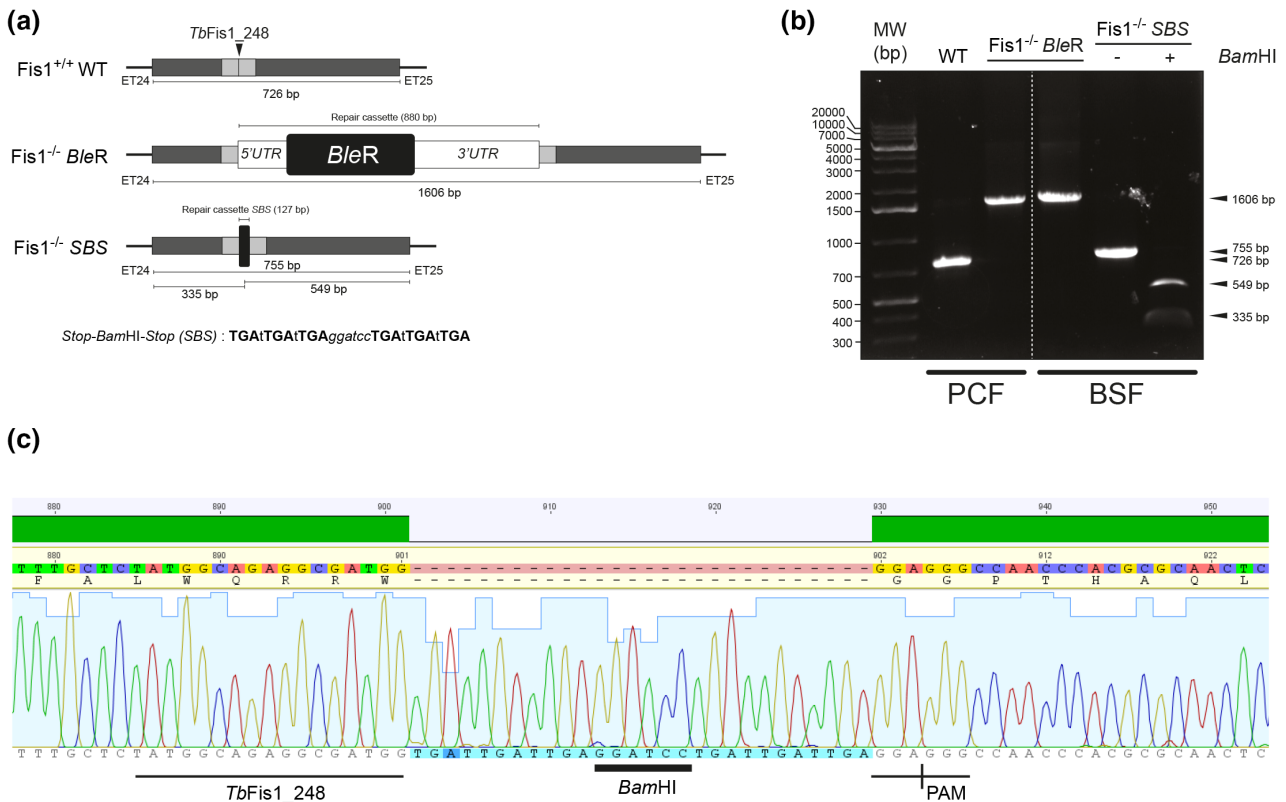 (a)
TbFis1_248
Fis1+/+ WT
ET24 ET25
726 bp
Repair cassette (880 bp)
Fis1-/- BleR
5'UTR BleR 3'UTR
ET24 ET25
1606 bp
Repair cassette SBS (127 bp)
Fis1-/- SBS
755 bp
ET24 ET25
335 bp 549 bp
Stop-BamHI-Stop (SBS) : TGAtTGAtTGAggatccTGAtTGAtTGA
(b)
MW (bp)
WT
Fis1-/- BleR
Fis1-/- SBS
- + BamHI
20000
10000
7000
5000
4000
3000
2000
1500
1000
700
500
400
300
1606 bp
755 bp
726 bp
549 bp
335 bp
PCF BSF
(c)
880 890 900 910 920 930 940 950
880 890 901 902 912 922
T T T G C T C T A T G G C A G A G G C G A T G G - - - - - - - - - - - - - - - - - - - - - - - - - - - - G G A G G G C C A A C C C A C G C G C A A C T C
F A L W Q R R W - - - - - - - - - - - - - - - - - - - - - - - - - - - - G G P T H A Q L
T T T G C T C T A T G G C A G A G G C G A T G G T G A T T G A T T G A G G A T C C T G A T T G A T T G A G G A G G G C C A A C C C A C G C G C A A C T C
TbFis1_248 BamHI PAM